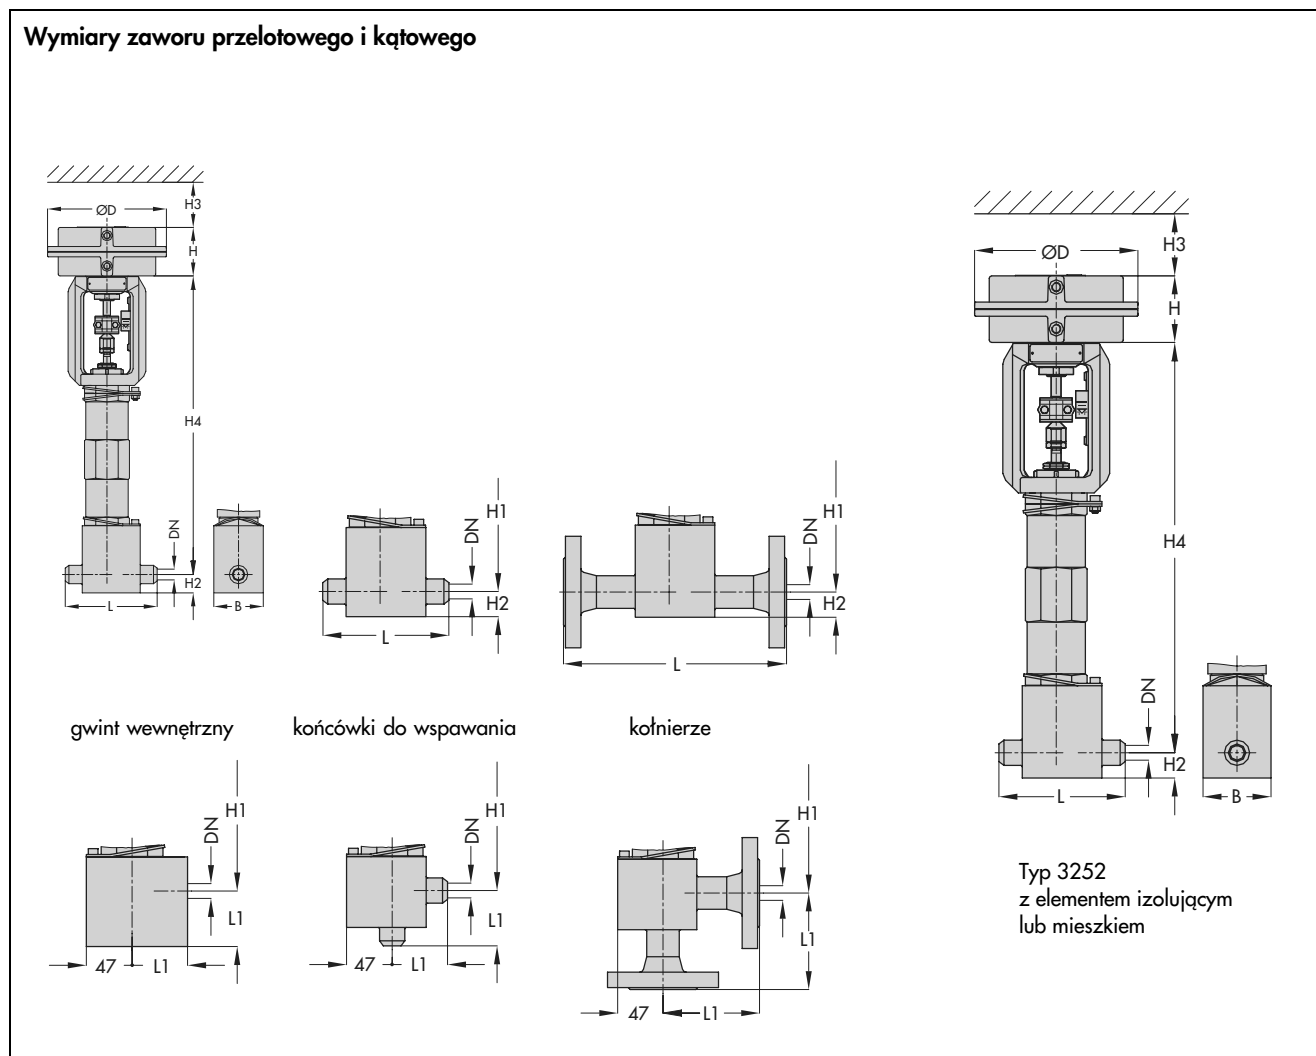 Wymiary zaworu przelotowego i kątowego
H3
ØD
H
H4
DN
H2
L
B
H1
DN
H2
L
H1
DN
H2
L
H3
ØD
H
H4
DN
H2
L
B
gwint wewnętrzny
końcówki do wspawania
kołnierze
H1
DN
L1
47
L1
H1
DN
L1
47
L1
H1
DN
L1
47
L1
Typ 3252
z elementem izolującym
lub mieszkiem